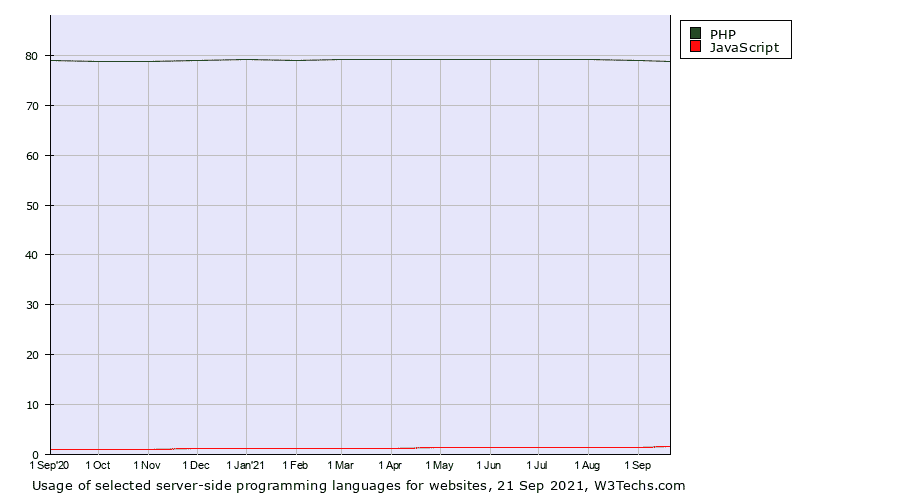 PHP
JavaScript
80
70
60
50
40
30
20
10
0
1 Sep'20 1 Oct 1 Nov 1 Dec 1 Jan'21 1 Feb 1 Mar 1 Apr 1 May 1 Jun 1 Jul 1 Aug 1 Sep
Usage of selected server-side programming languages for websites, 21 Sep 2021, W3Techs.com